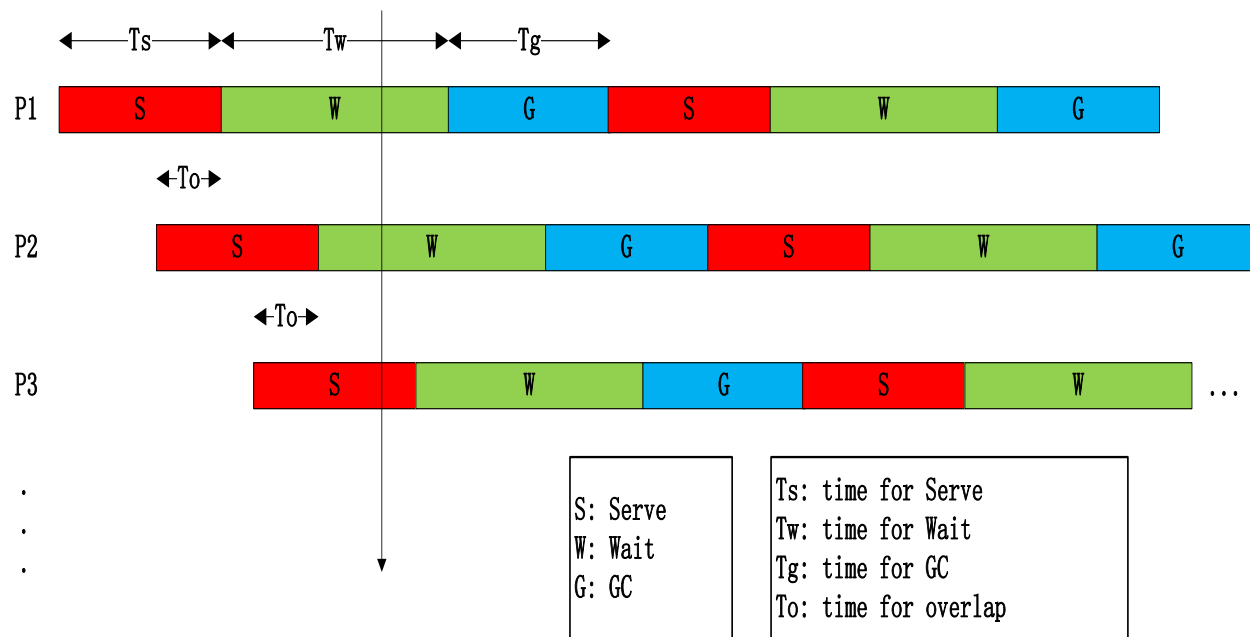 Ts Tw Tg
P1 S W G S W G
To
P2 S W G S W G
To
P3 S W G S W ...
.
.
.
S: Serve
W: Wait
G: GC
Ts: time for Serve
Tw: time for Wait
Tg: time for GC
To: time for overlap